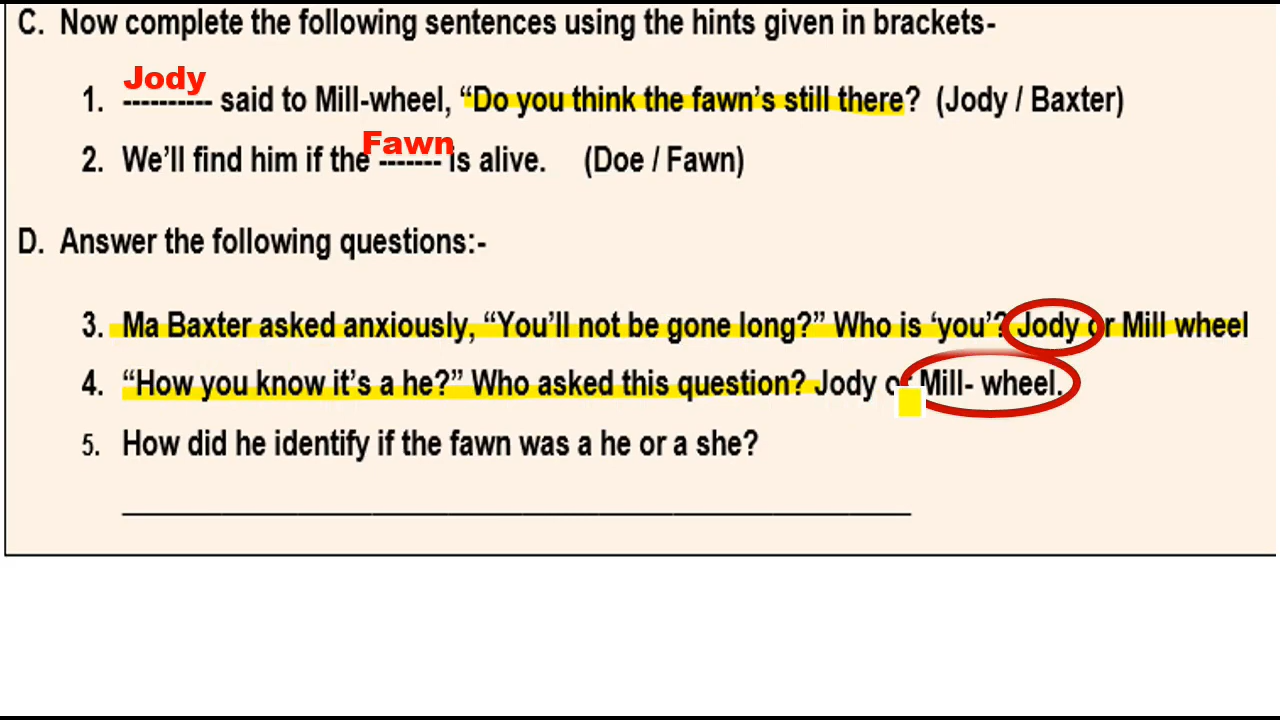 C. Now complete the following sentences using the hints given in brackets-
Jody
1. ---------- said to Mill-wheel, “Do you think the fawn’s still there? (Jody / Baxter)
Fawn
2. We’ll find him if the ------- is alive. (Doe / Fawn)
D. Answer the following questions:-
3. Ma Baxter asked anxiously, “You’ll not be gone long?” Who is ‘you’? Jody or Mill wheel
4. “How you know it’s a he?” Who asked this question? Jody or Mill- wheel.
5. How did he identify if the fawn was a he or a she?